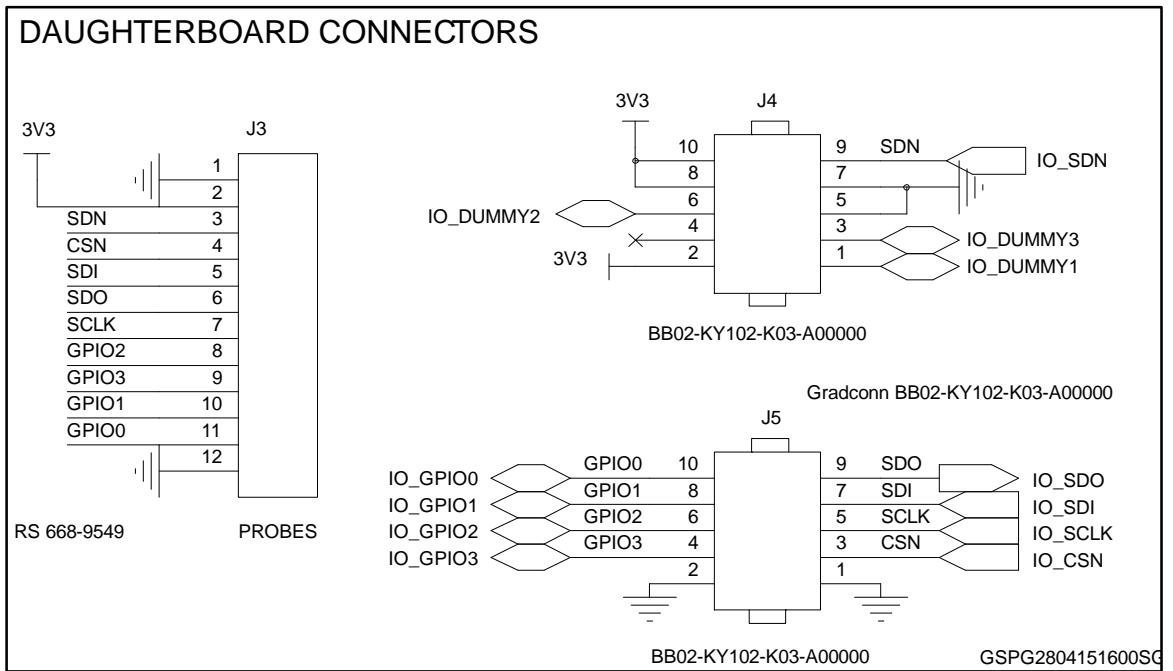 DAUGHTERBOARD CONNECTORS
3V3
J3
1
2
SDN 3
CSN 4
SDI 5
SDO 6
SCLK 7
GPIO2 8
GPIO3 9
GPIO1 10
GPIO0 11
12
RS 668-9549
PROBES
3V3
J4
10
9 SDN IO_SDN
8
7
IO_DUMMY2 6
5
4
3 IO_DUMMY3
3V3 2
1 IO_DUMMY1
BB02-KY102-K03-A00000
Gradconn BB02-KY102-K03-A00000
J5
IO_GPIO0 GPIO0 10
9 SDO IO_SDO
IO_GPIO1 GPIO1 8
7 SDI IO_SDI
IO_GPIO2 GPIO2 6
5 SCLK IO_SCLK
IO_GPIO3 GPIO3 4
3 CSN IO_CSN
2
1
BB02-KY102-K03-A00000
GSPG2804151600SG